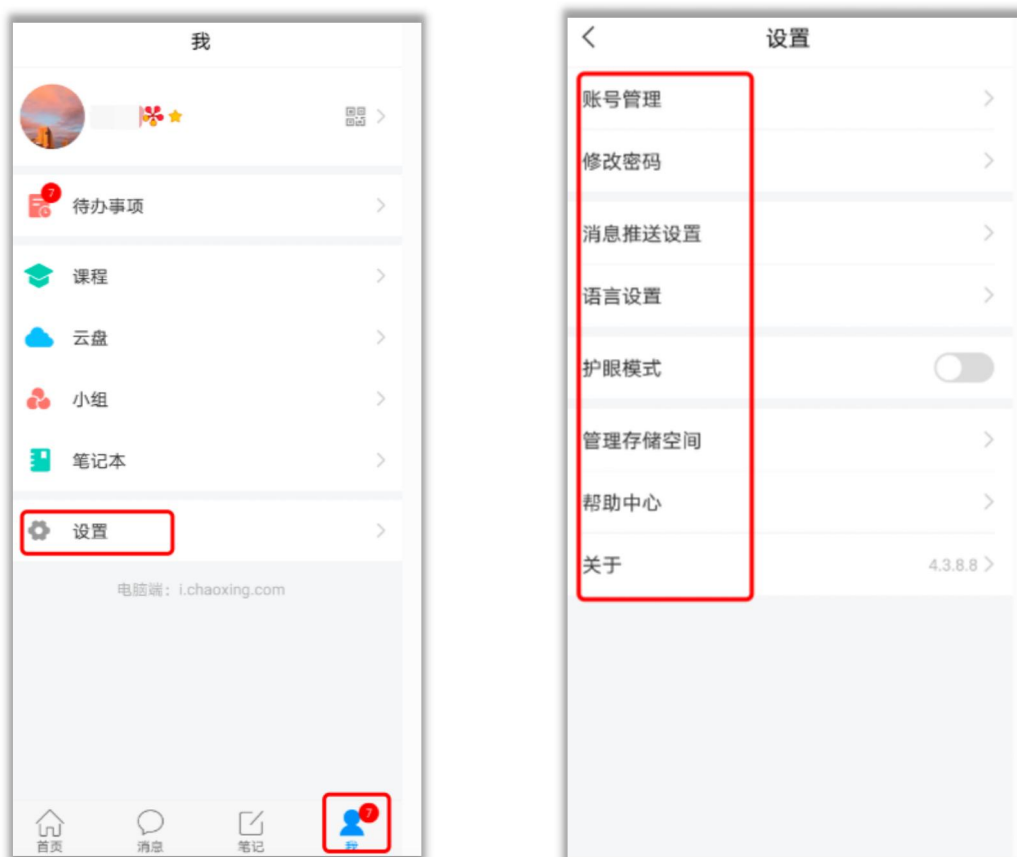 我
7
待办事项
课程
云盘
小组
笔记本
设置
电脑端：i.chaoxing.com
首页
消息
笔记
7
我
设置
账号管理
修改密码
消息推送设置
语言设置
护眼模式
管理存储空间
帮助中心
关于 4.3.8.8